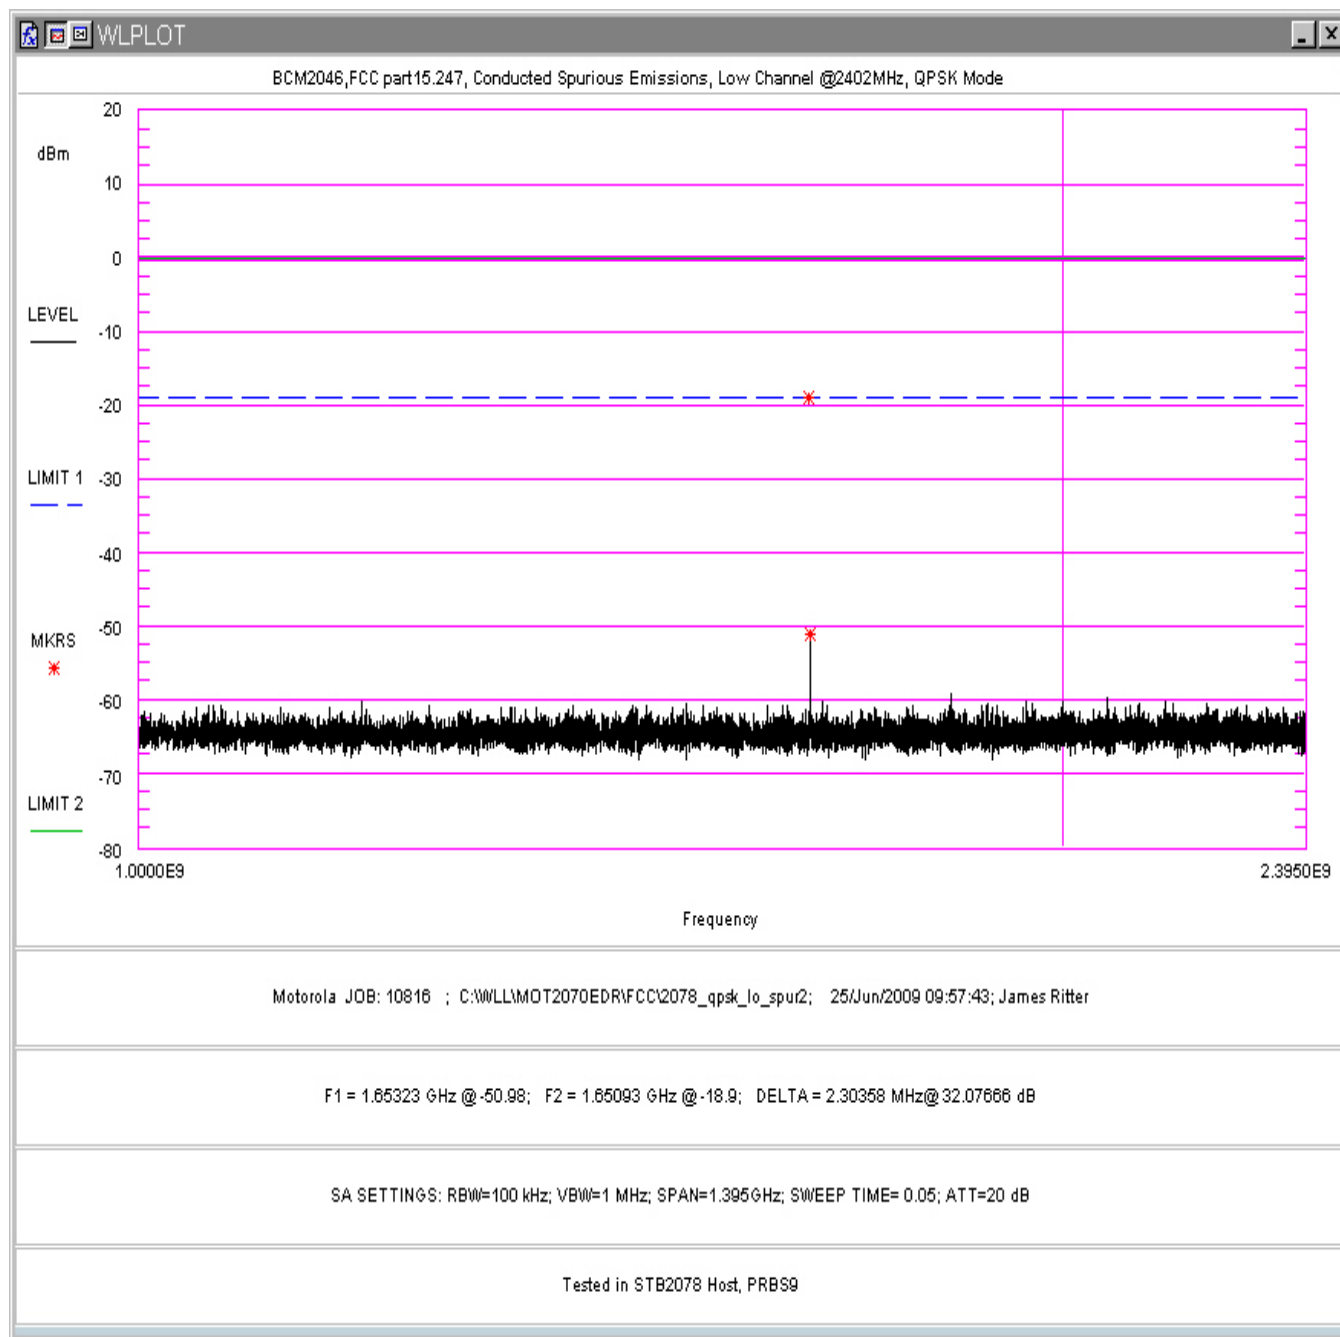 WLPLOT
BCM2046,FCC part15.247, Conducted Spurious Emissions, Low Channel @2402MHz, QPSK Mode
20
dBm
10
0
LEVEL
-10
-20
LIMIT 1
-30
-40
-50
MKRS
-60
-70
LIMIT 2
-80
1.0000E9
2.3950E9
Frequency
Motorola JOB: 10816 ; C:\WLL\MOT2070EDR\FCC\2078_qpsk_lo_spur2; 25/Jun/2009 09:57:43; James Ritter
F1 = 1.65323 GHz @-50.98; F2 = 1.65093 GHz @-18.9; DELTA = 2.30358 MHz@32.07666 dB
SA SETTINGS: RBW=100 kHz; VBW=1 MHz; SPAN=1.395GHz; SWEEP TIME= 0.05; ATT=20 dB
Tested in STB2078 Host, PRBS9